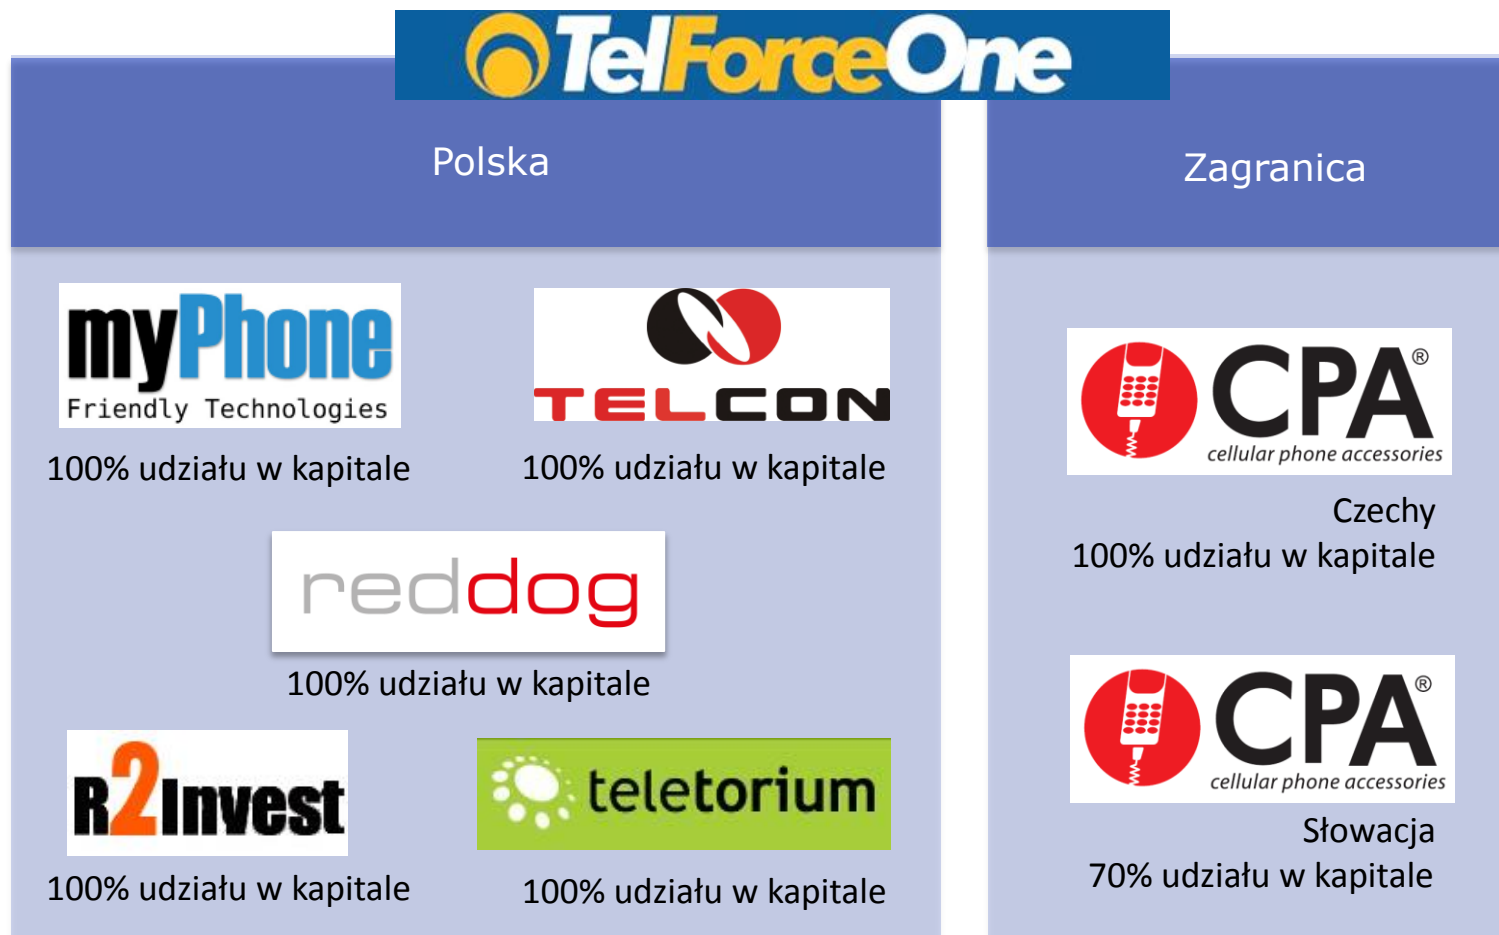 TelForceOne
Polska
myPhone
Friendly Technologies
100% udziału w kapitale
TELCON
100% udziału w kapitale
reddog
100% udziału w kapitale
R2Invest
100% udziału w kapitale
teletorium
100% udziału w kapitale
Zagranica
CPA®
cellular phone accessories
Czechy
100% udziału w kapitale
CPA®
cellular phone accessories
Słowacja
70% udziału w kapitale